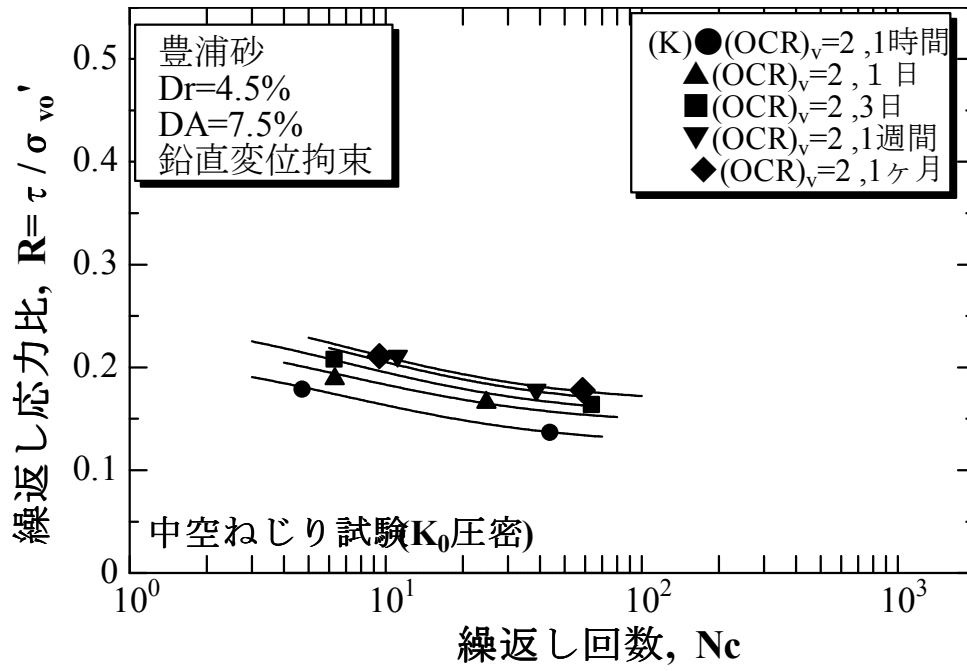 豊浦砂
Dr=4.5%
DA=7.5%
鉛直変位拘束
(K)●(OCR)v=2 ,1時間
▲(OCR)v=2 , 1 日
■(OCR)v=2 ,3日
▼(OCR)v=2 ,1週間
◆(OCR)v=2 ,1ヶ月
繰返し応力比, R= τ / σ vo'
0.5
0.4
0.3
0.2
0.1
0
中空ねじり試験(K0圧密)
10^0
10^1
10^2
10^3
繰返し回数, Nc